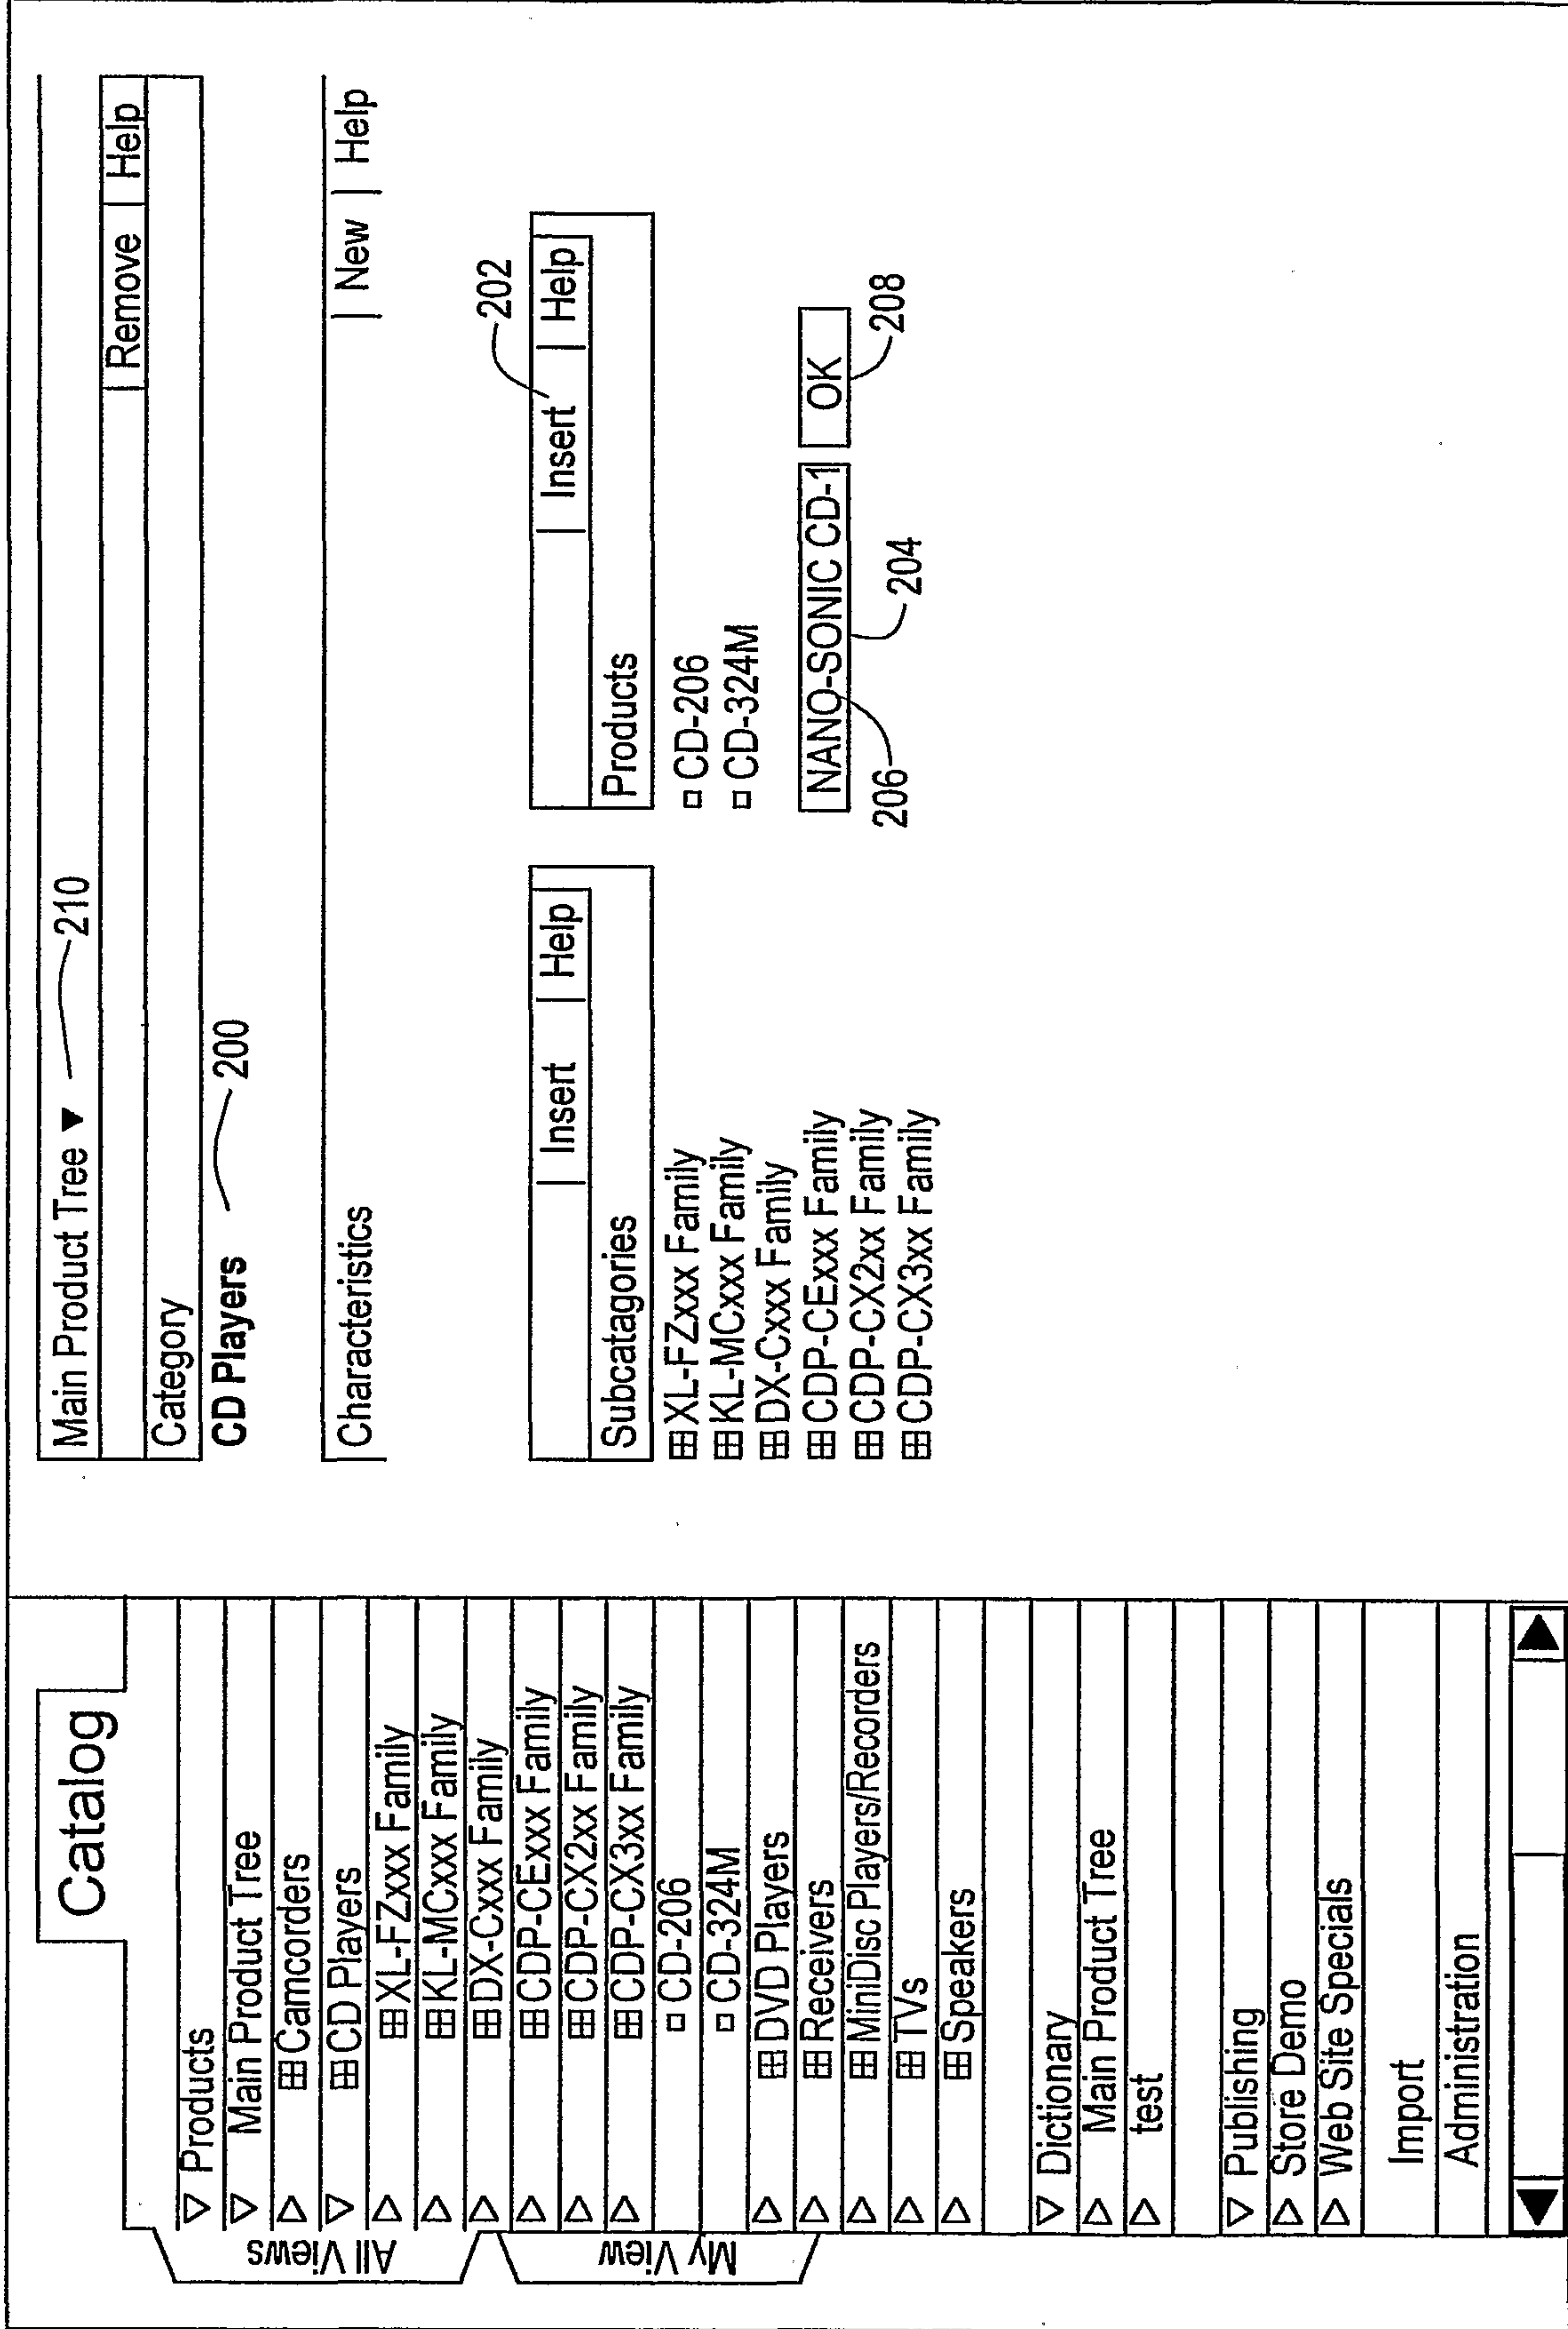 Catalog
All Views
My View
Products
Main Product Tree
Camcorders
CD Players
XL-FZxxx Family
KL-MCxxx Family
DX-Cxxx Family
CDP-CExxx Family
CDP-CX2xx Family
CDP-CX3xx Family
CD-206
CD-324M
DVD Players
Receivers
MiniDisc Players/Recorders
TVs
Speakers
Dictionary
Main Product Tree
test
Publishing
Store Demo
Web Site Specials
Import
Administration
Main Product Tree ▼ 210
| Remove | Help
Category
CD Players 200
Characteristics | New | Help
| Insert | Help
Subcatagories
XL-FZxxx Family
KL-MCxxx Family
DX-Cxxx Family
CDP-CExxx Family
CDP-CX2xx Family
CDP-CX3xx Family
202
| Insert | Help
Products
CD-206
CD-324M
NANO-SONIC CD-1 OK
206 204 208